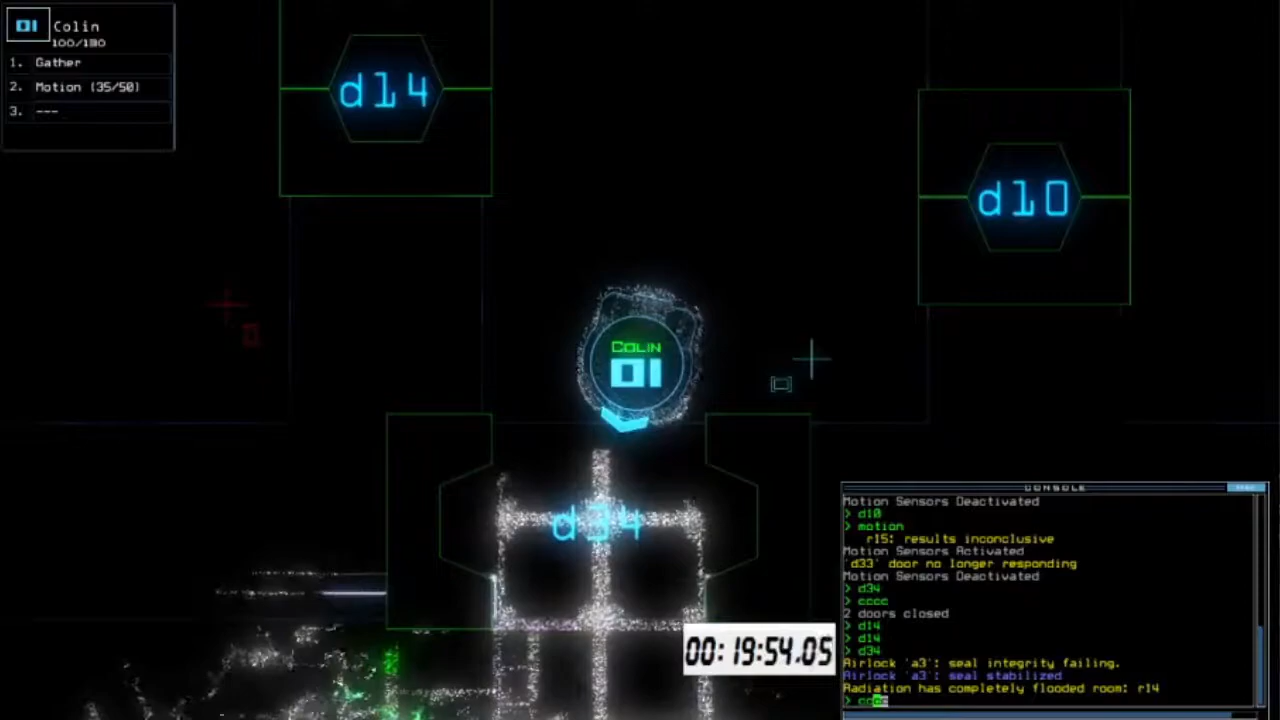 01 Colin
100/130
1. Gather
2. Motion (35/50)
3. ---
d14
d10
COLIN
01
d34
00:19:54.05
CONSOLE
Motion Sensors Deactivated
> d10
> motion
r15: results inconclusive
Motion Sensors Activated
'd33' door no longer responding
Motion Sensors Deactivated
> d34
> cccc
2 doors closed
> d14
> d14
> d34
Airlock 'a3': seal integrity failing.
Airlock 'a3': seal stabilized
Radiation has completely flooded room: r14
> cccc